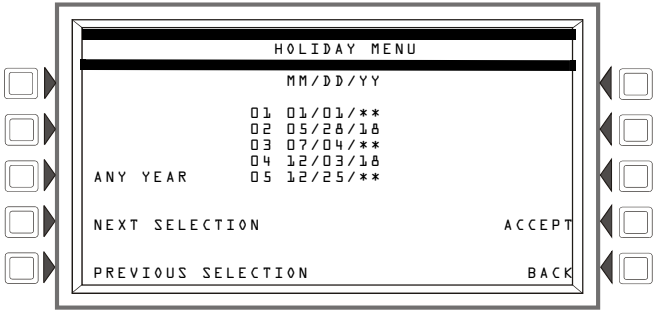 HOLIDAY MENU
MM/DD/YY
01 01/01/**
02 05/28/18
03 07/04/**
04 12/03/18
ANY YEAR 05 12/25/**
NEXT SELECTION ACCEPT
PREVIOUS SELECTION BACK